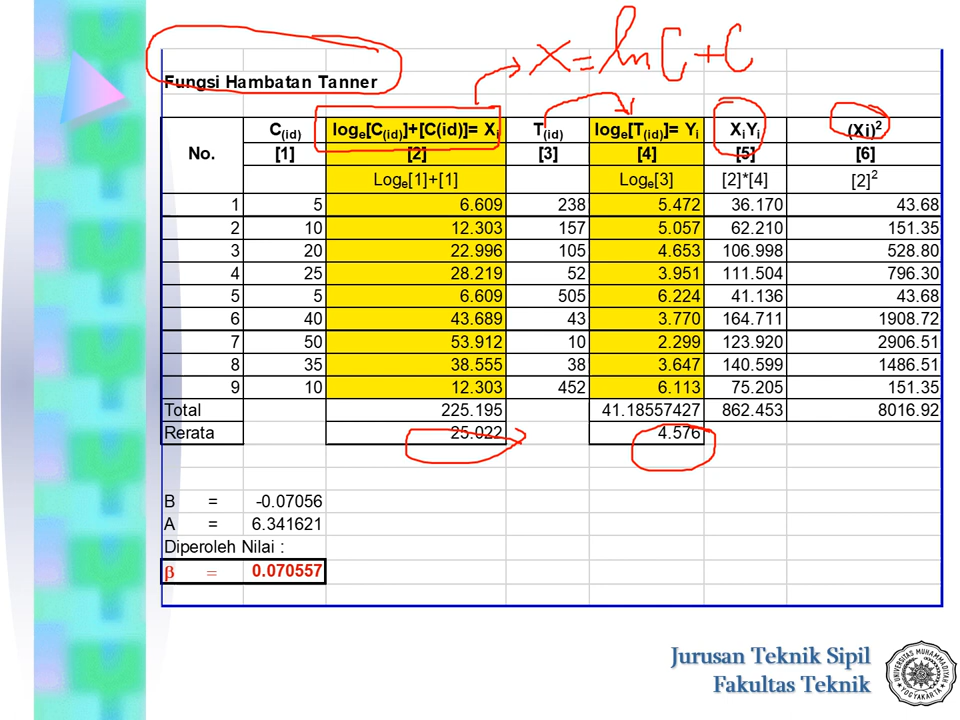 X = ln C + C
Fungsi Hambatan Tanner
No. C(id) loge[C(id)]+[C(id)]= Xi T(id) loge[T(id)]= Yi XiYi (Xi)2
[1] [2] [3] [4] [5] [6]
Loge[1]+[1] Loge[3] [2]*[4] [2]2
1 5 6.609 238 5.472 36.170 43.68
2 10 12.303 157 5.057 62.210 151.35
3 20 22.996 105 4.653 106.998 528.80
4 25 28.219 52 3.951 111.504 796.30
5 5 6.609 505 6.224 41.136 43.68
6 40 43.689 43 3.770 164.711 1908.72
7 50 53.912 10 2.299 123.920 2906.51
8 35 38.555 38 3.647 140.599 1486.51
9 10 12.303 452 6.113 75.205 151.35
Total 225.195 41.18557427 862.453 8016.92
Rerata 25.022 4.576
B = -0.07056
A = 6.341621
Diperoleh Nilai :
β = 0.070557
Jurusan Teknik Sipil
Fakultas Teknik
UNIVERSITAS MUHAMMADIYAH
YOGYAKARTA